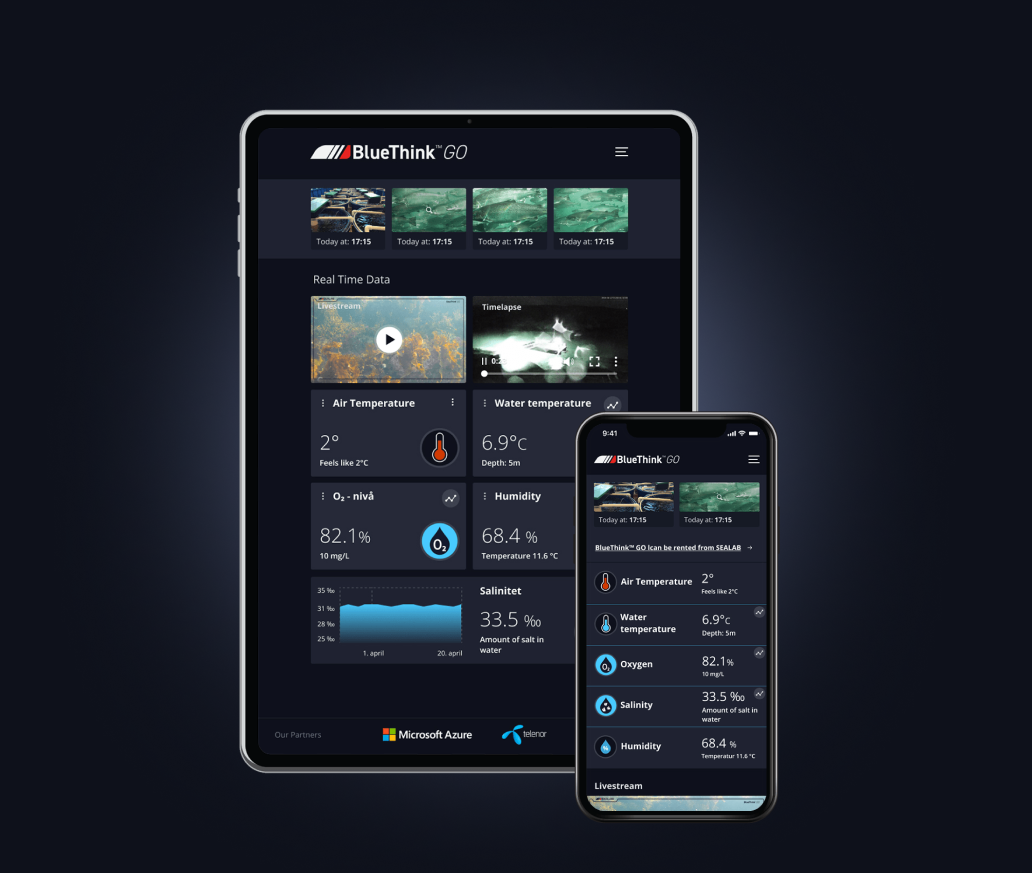 BlueThink™ GO
Today at: 17:15
Today at: 17:15
Today at: 17:15
Today at: 17:15
Real Time Data
Livestream
Timelapse
Air Temperature
Water temperature
2°
6.9°C
Feels like 2°C
Depth: 5m
O₂ - nivå
Humidity
82.1%
O₂
68.4 %
10 mg/L
Temperature 11.6 °C
35 ‰
31 ‰
28 ‰
25 ‰
1. april
20. april
Salinitet
33.5 ‰
Amount of salt in
water
Our Partners
Microsoft Azure
telenor
9:41
BlueThink™ GO
Today at: 17:15
Today at: 17:15
BlueThink™ GO lcan be rented from SEALAB →
Air Temperature
2°
Feels like 2°C
Water
temperature
6.9°C
Depth: 5m
O₂
Oxygen
82.1%
10 mg/L
Salinity
33.5 ‰
Amount of salt in
water
%
Humidity
68.4 %
Temperatur 11.6 °C
Livestream